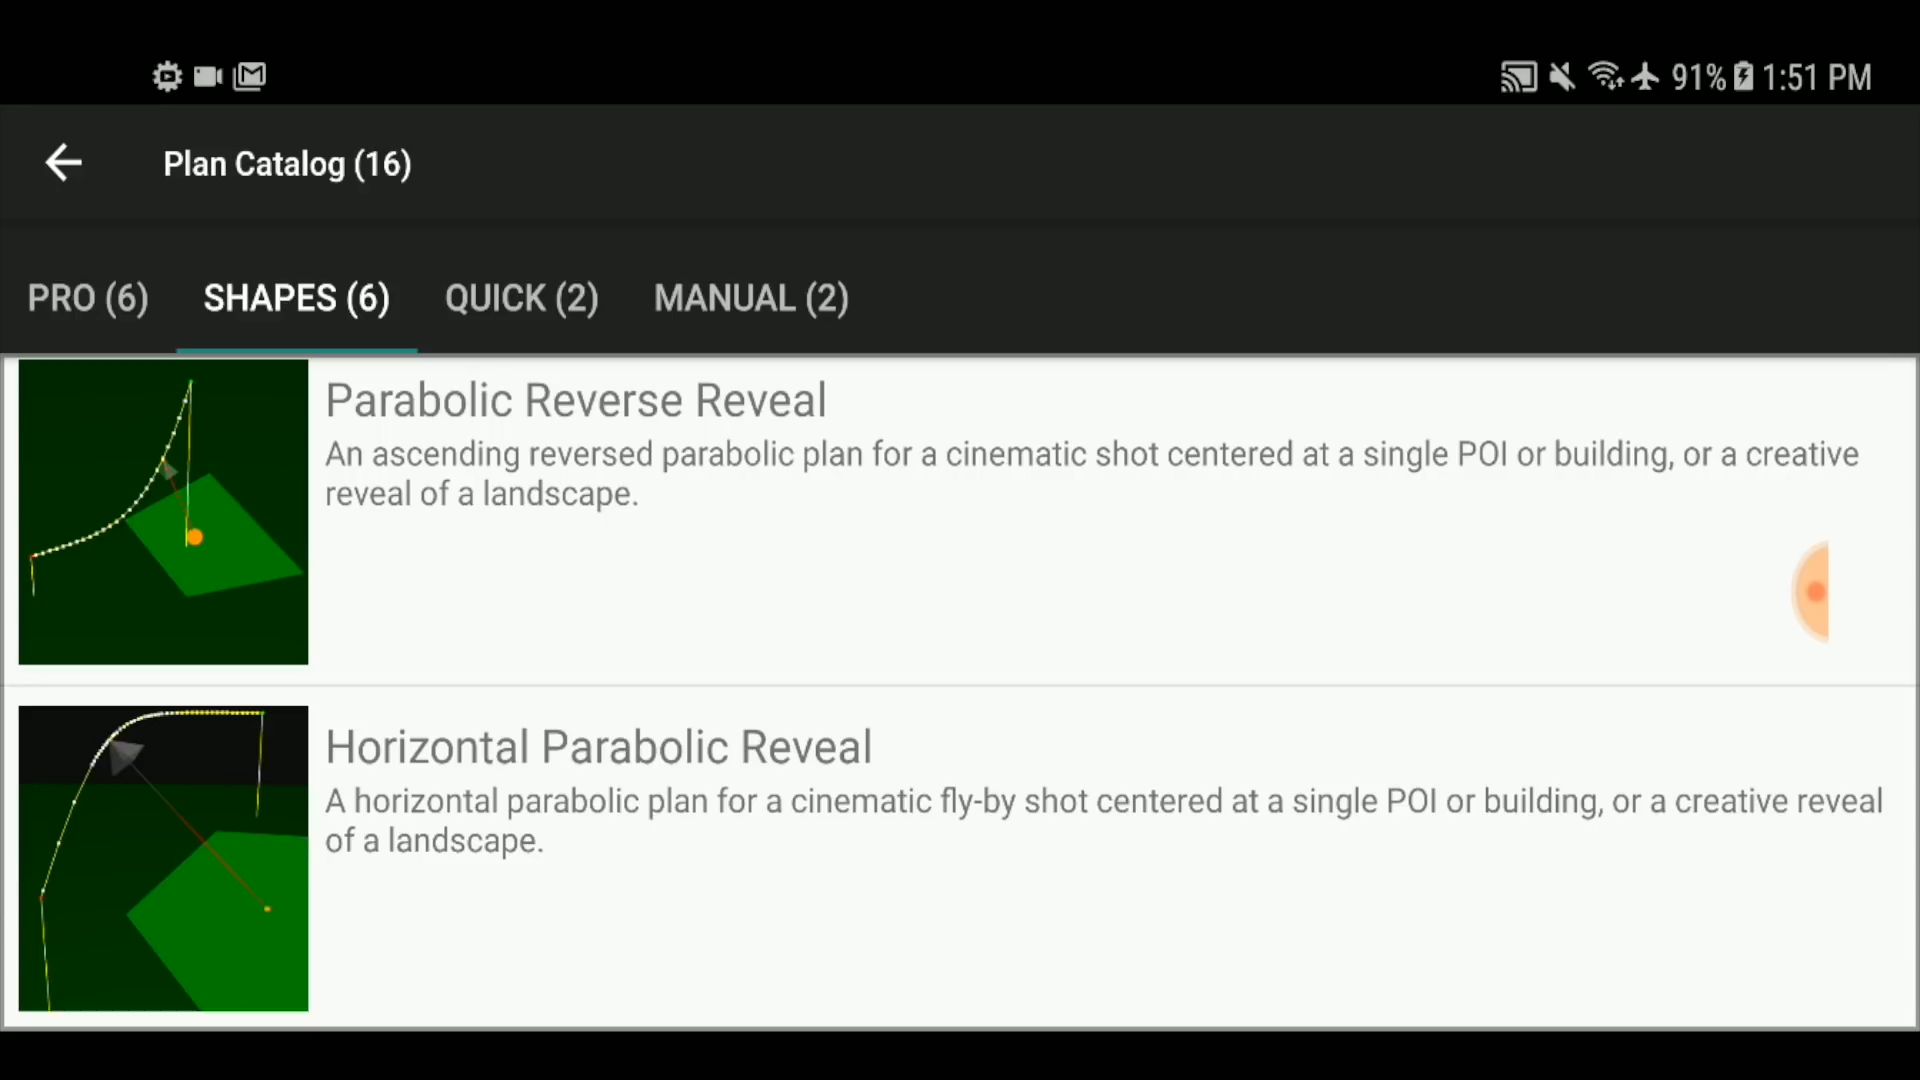 91% 1:51 PM
Plan Catalog (16)
PRO (6) SHAPES (6) QUICK (2) MANUAL (2)
Parabolic Reverse Reveal
An ascending reversed parabolic plan for a cinematic shot centered at a single POI or building, or a creative
reveal of a landscape.
Horizontal Parabolic Reveal
A horizontal parabolic plan for a cinematic fly-by shot centered at a single POI or building, or a creative reveal
of a landscape.